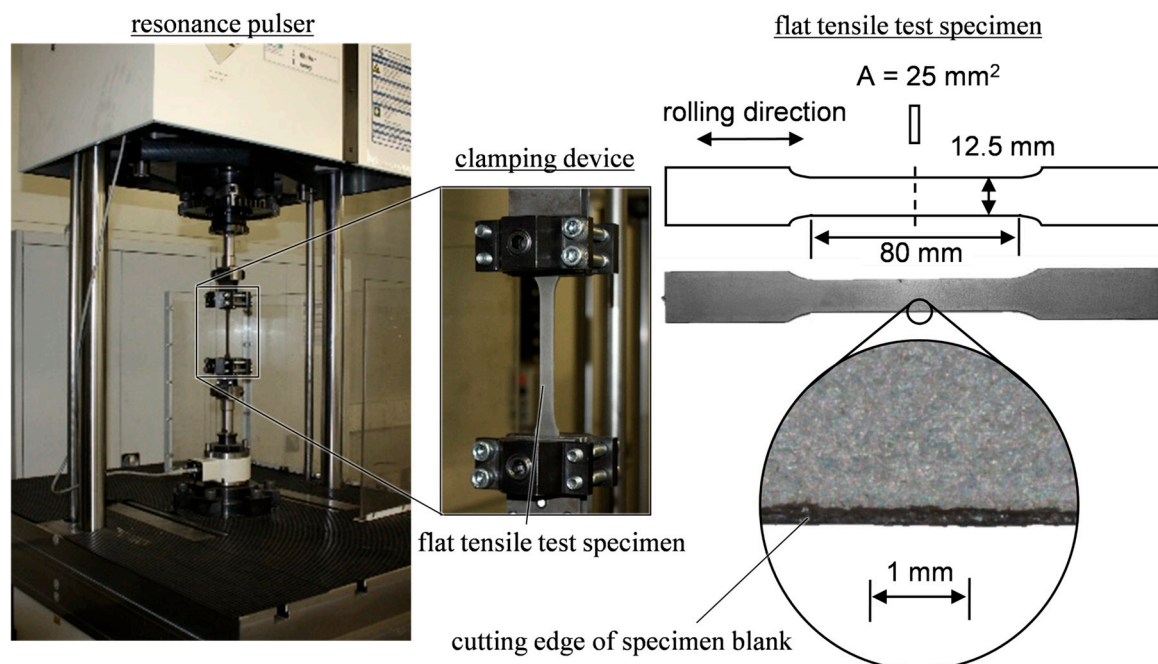 resonance pulser
flat tensile test specimen
A = 25 mm²
rolling direction
12.5 mm
clamping device
80 mm
flat tensile test specimen
1 mm
cutting edge of specimen blank